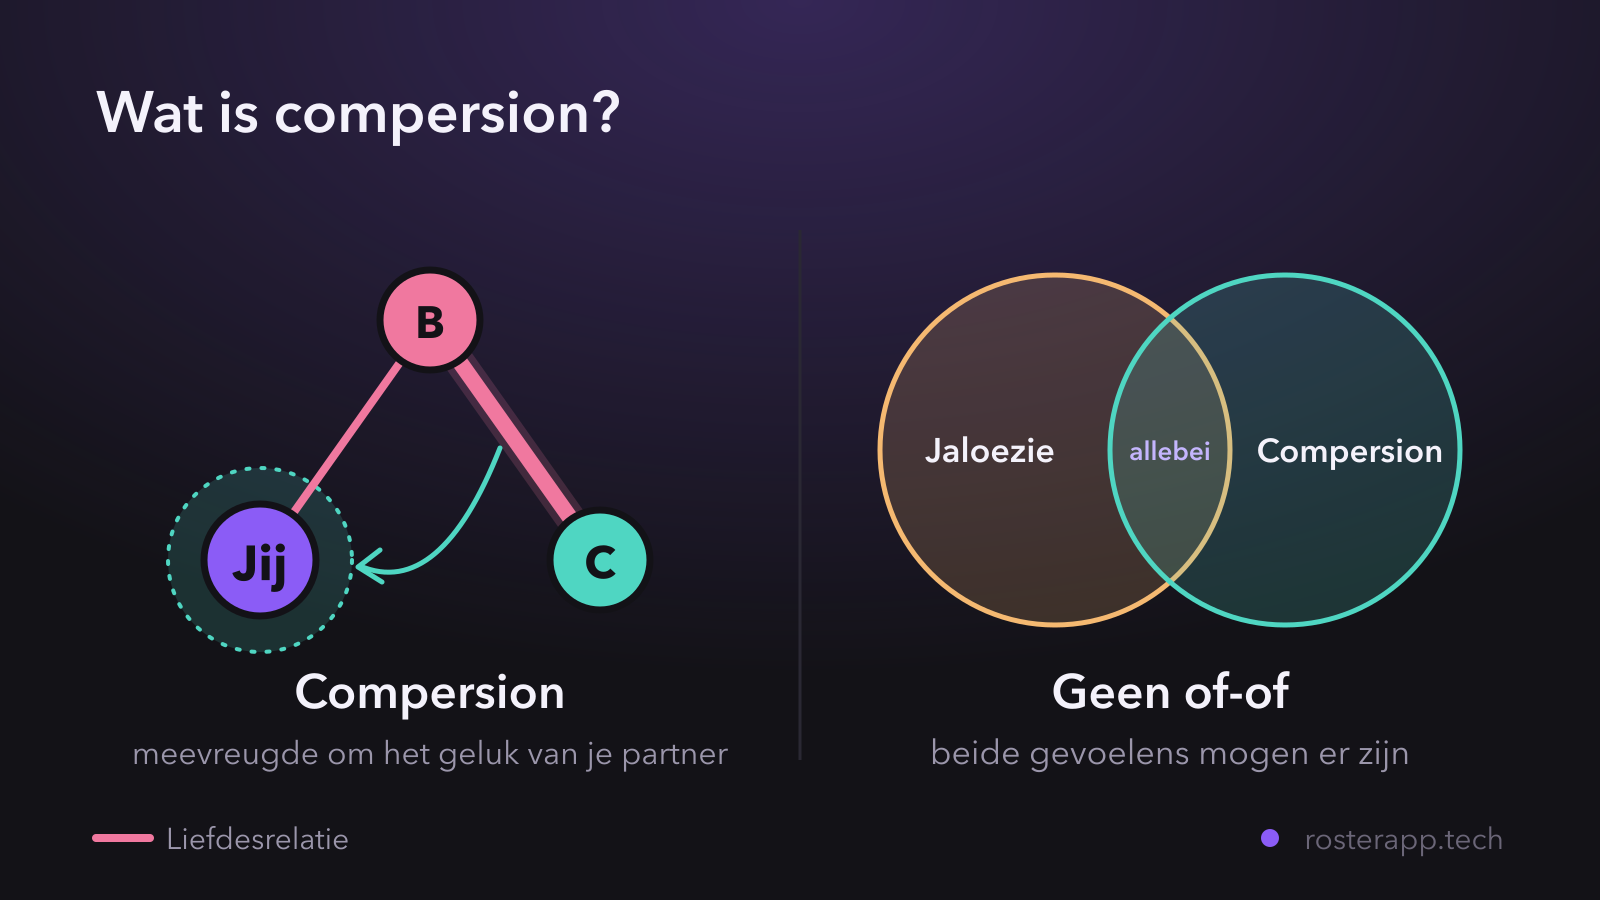 Wat is compersion?
B
Jij
C
Compersion
meevreugde om het geluk van je partner
Liefdesrelatie
Jaloezie
allebei
Compersion
Geen of-of
beide gevoelens mogen er zijn
rosterapp.tech